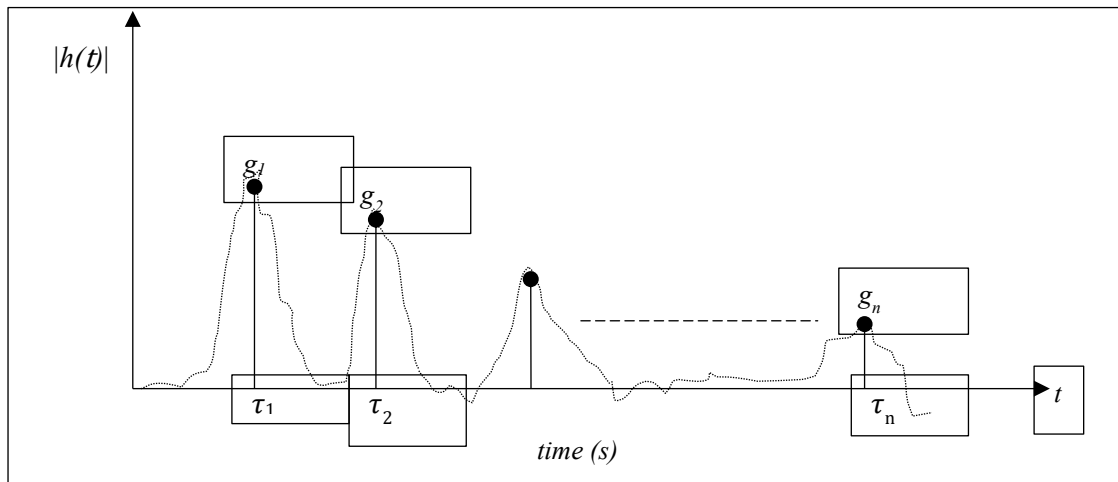 |h(t)|
g1
g2
gn
τ1
τ2
τn
t
time (s)